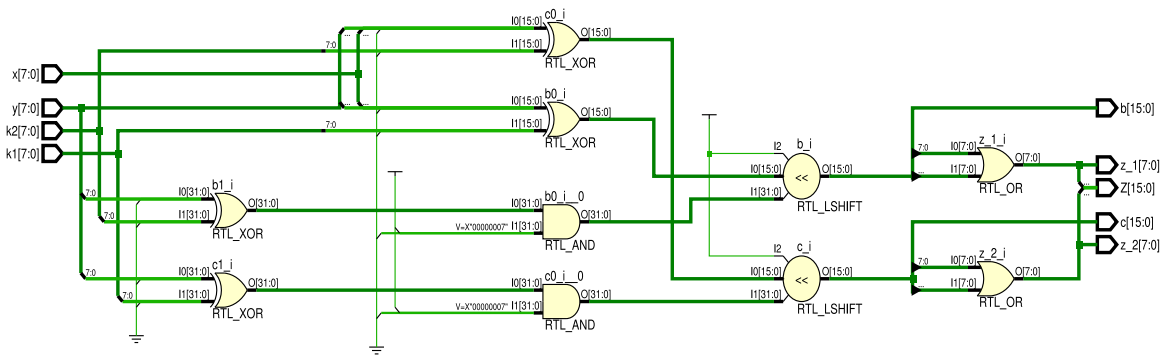 c0_i
I0[15:0]
O[15:0]
7:0
I1[15:0]
RTL_XOR
x[7:0]
b0_i
y[7:0]
...
...
I0[15:0]
O[15:0]
b[15:0]
k2[7:0]
7:0
I1[15:0]
RTL_XOR
k1[7:0]
b_i
z_1_i
I2
7:0
I0[7:0]
O[7:0]
z_1[7:0]
I0[15:0]
O[15:0]
...
I1[7:0]
b1_i
b0_i__0
I1[31:0]
<<
RTL_OR
...
Z[15:0]
7:0
I0[31:0]
O[31:0]
I0[31:0]
O[31:0]
RTL_LSHIFT
7:0
I1[31:0]
V=X"00000007"
I1[31:0]
c[15:0]
RTL_XOR
RTL_AND
c_i
z_2_i
z_2[7:0]
c1_i
c0_i__0
I2
7:0
I0[7:0]
7:0
I0[31:0]
O[31:0]
I0[31:0]
O[31:0]
I0[15:0]
<<
O[15:0]
O[7:0]
7:0
I1[31:0]
V=X"00000007"
I1[31:0]
I1[31:0]
...
I1[7:0]
RTL_XOR
RTL_AND
RTL_LSHIFT
RTL_OR